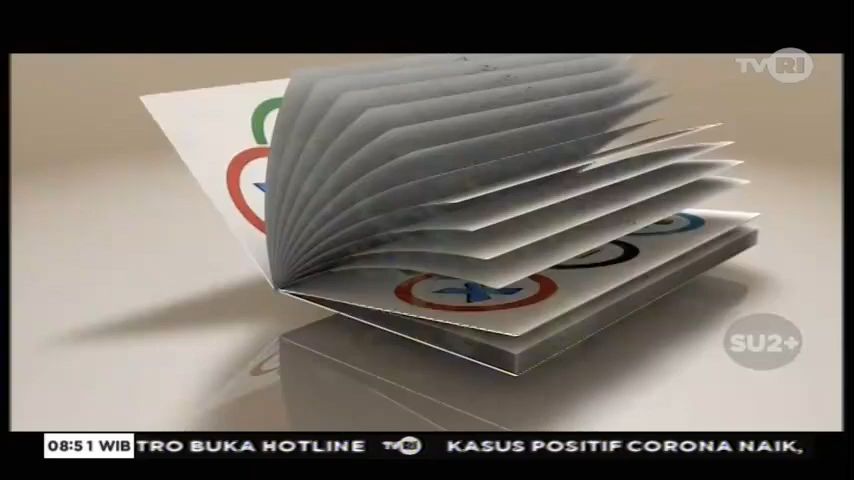 TVRI
SU2+
08:51 WIB TRO BUKA HOTLINE TVRI KASUS POSITIF CORONA NAIK,